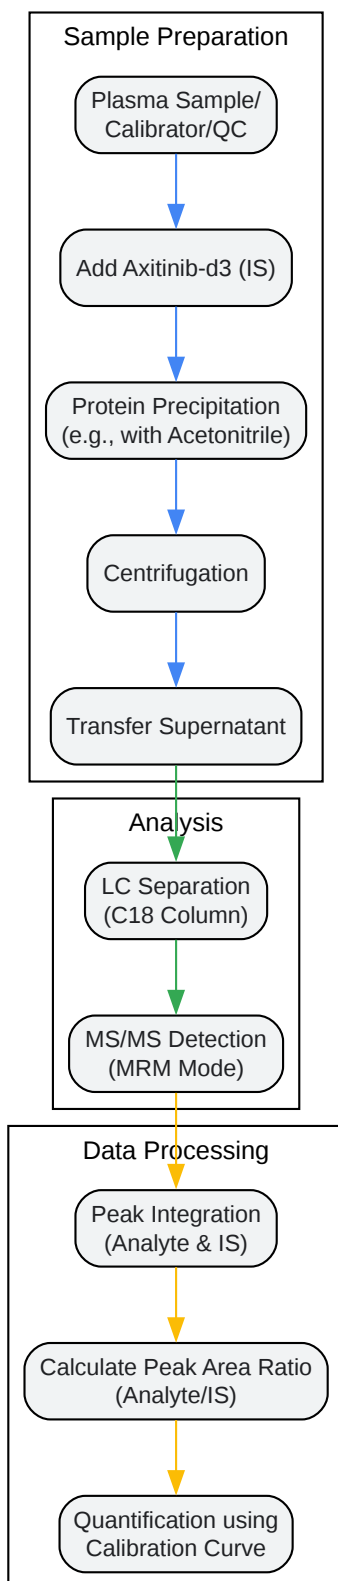 Sample Preparation
Plasma Sample/
Calibrator/QC
Add Axitinib-d3 (IS)
Protein Precipitation
(e.g., with Acetonitrile)
Centrifugation
Transfer Supernatant
Analysis
LC Separation
(C18 Column)
MS/MS Detection
(MRM Mode)
Data Processing
Peak Integration
(Analyte & IS)
Calculate Peak Area Ratio
(Analyte/IS)
Quantification using
Calibration Curve